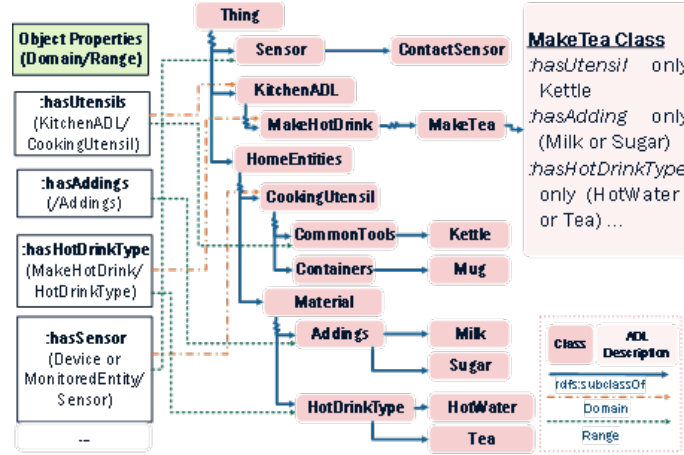 Object Properties
(Domain/Range)
:hasUtensils
(KitchenADL/
CookingUtensil)
:hasAddings
(/Addings)
:hasHotDrinkType
(MakeHotDrink/
HotDrinkType)
:hasSensor
(Device or
MonitoredEntity/
Sensor)
...
Thing
Sensor
ContactSensor
KitchenADL
MakeHotDrink
MakeTea
HomeEntities
CookingUtensil
CommonTools
Kettle
Containers
Mug
Material
Addings
Milk
Sugar
HotDrinkType
HotWater
Tea
MakeTea Class
:hasUtensil only
Kettle
:hasAdding only
(Milk or Sugar)
:hasHotDrinkType
only (HotWater
or Tea) ...
Class
ADL
Description
rdfs:subclassOf
Domain
Range